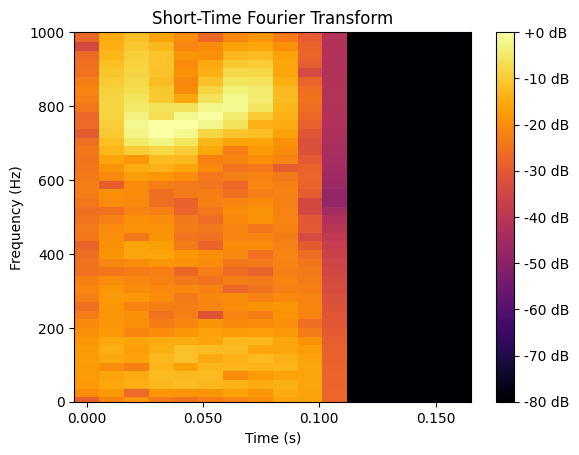 Short-Time Fourier Transform
1000
800
600
400
200
0
Frequency (Hz)
0.000
0.050
0.100
0.150
Time (s)
+0 dB
-10 dB
-20 dB
-30 dB
-40 dB
-50 dB
-60 dB
-70 dB
-80 dB